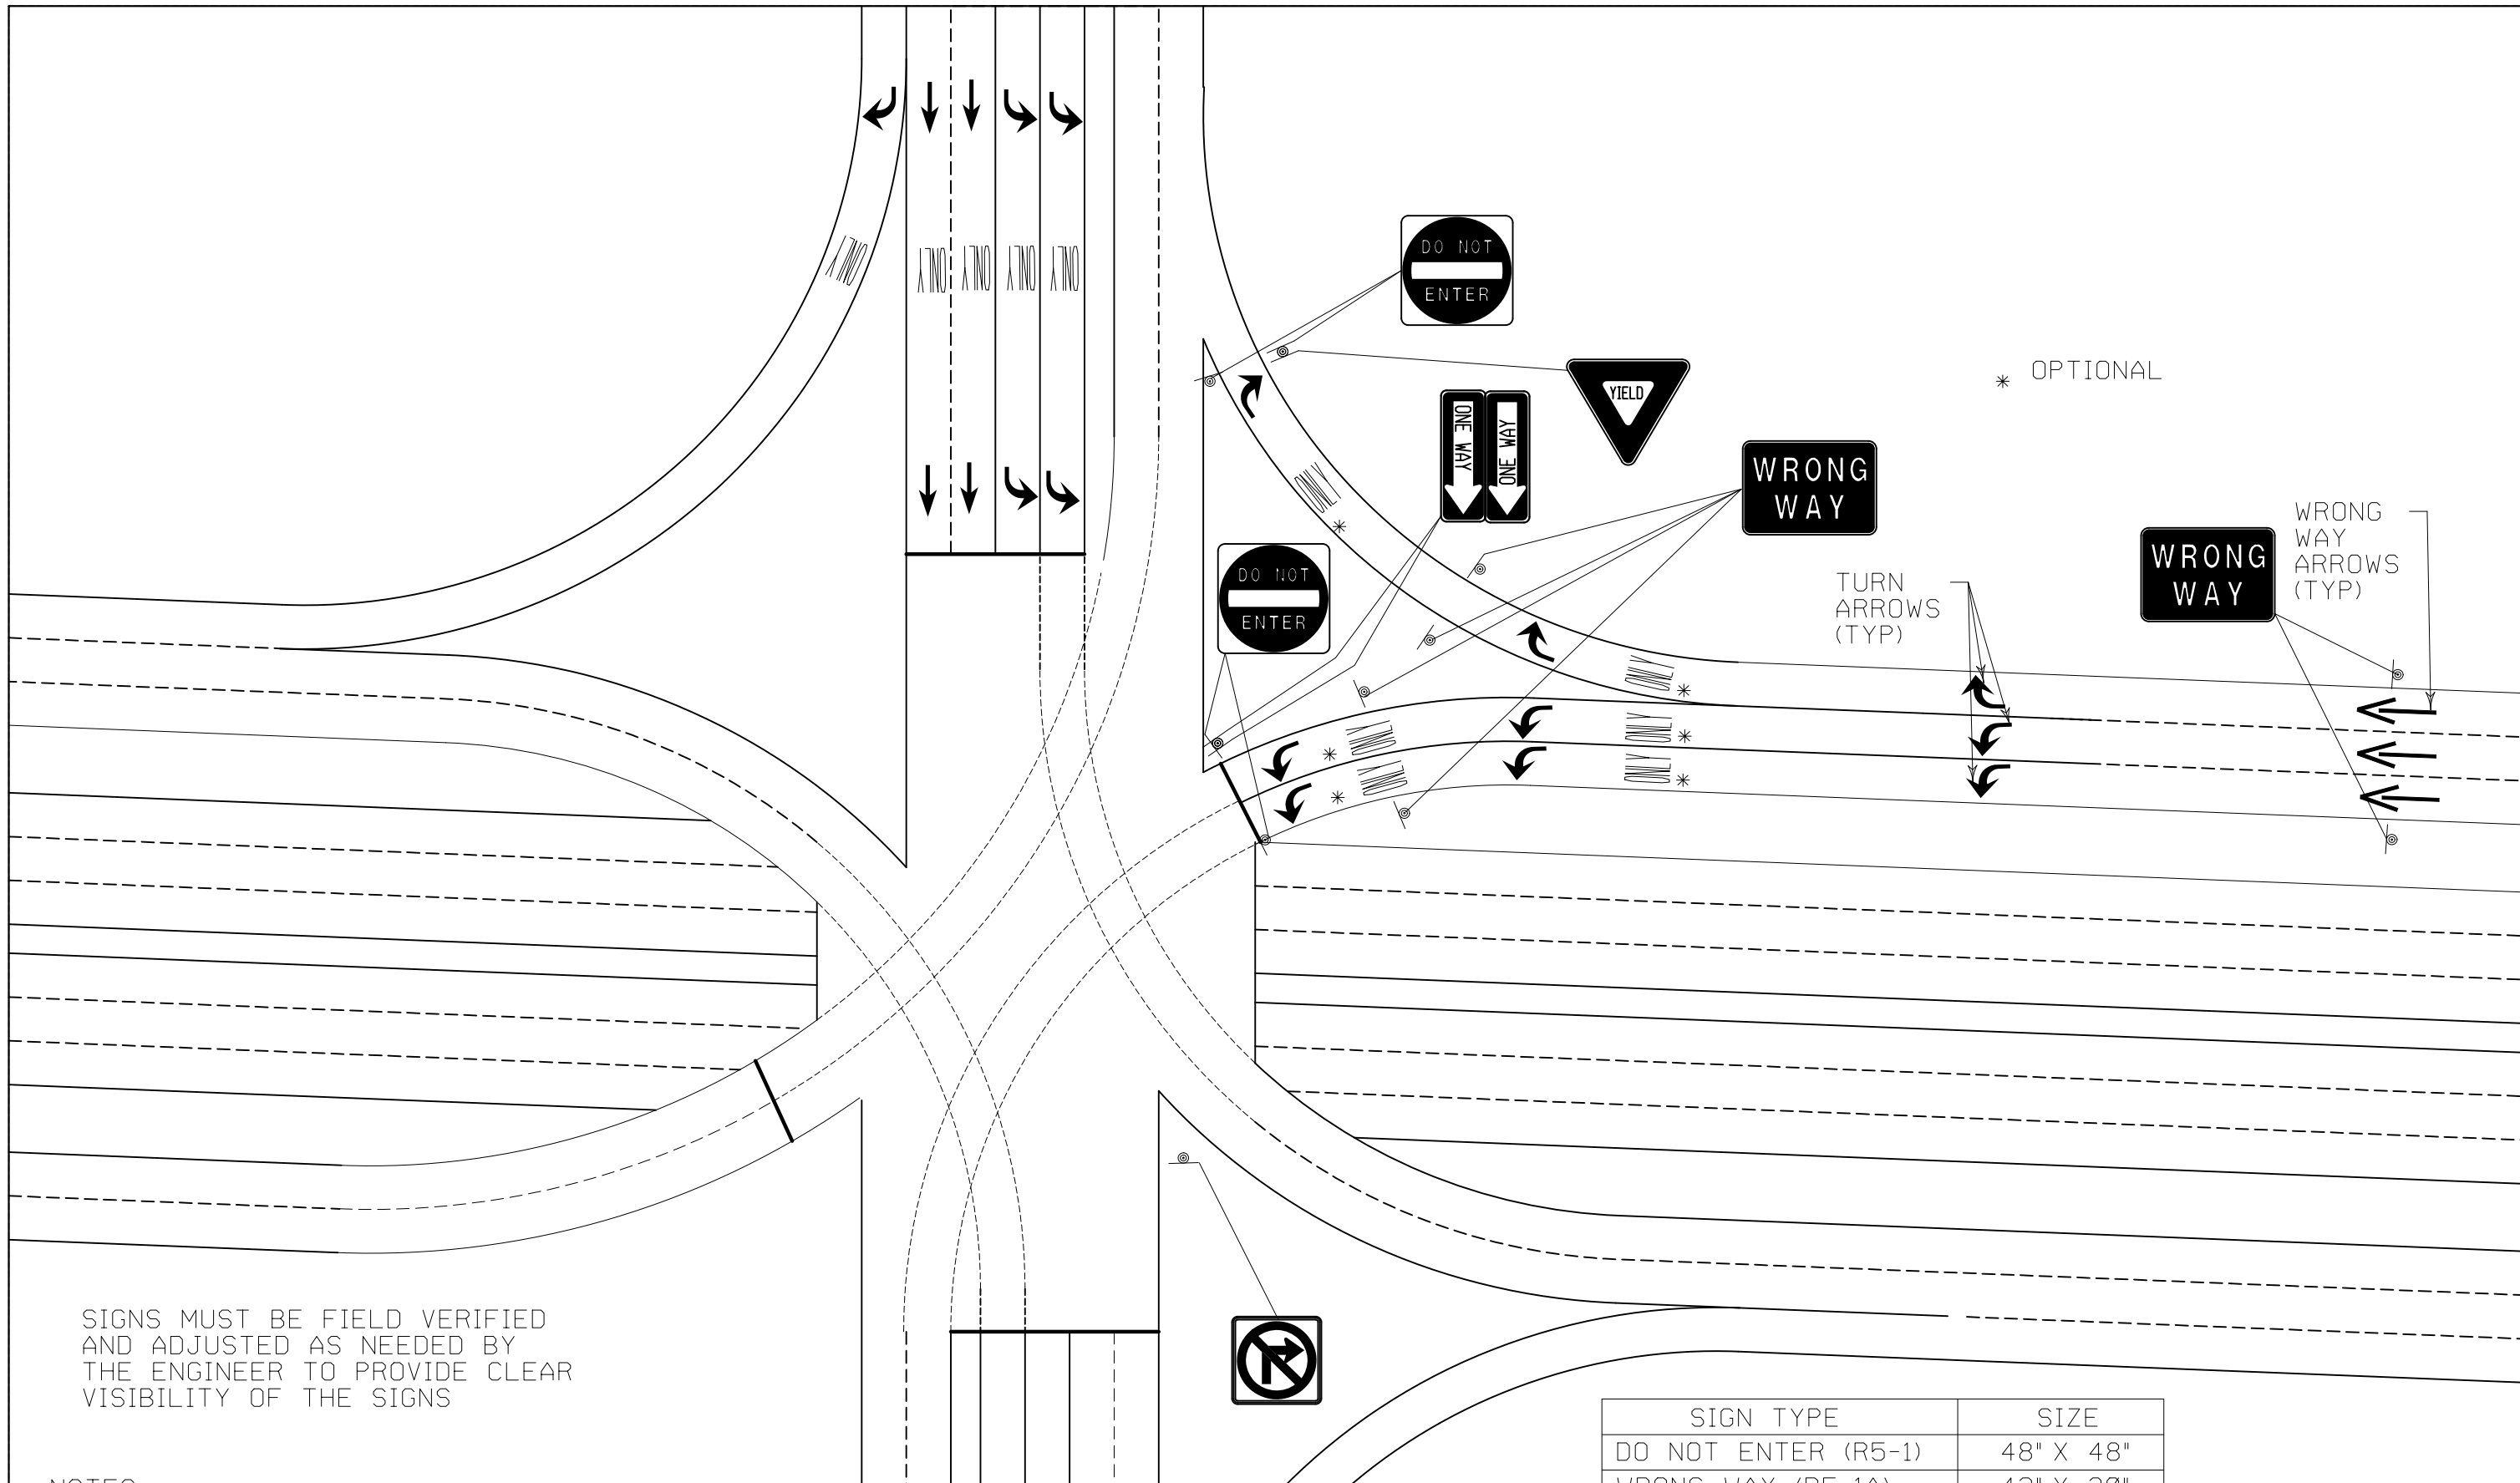 ONLY
ONLY
ONLY
ONLY
ONLY
DO NOT
ENTER
YIELD
* OPTIONAL
ONE WAY
ONE WAY
WRONG
WAY
ONLY
*
WRONG
WAY
ARROWS
(TYP)
WRONG
WAY
DO NOT
ENTER
TURN
ARROWS
(TYP)
ONLY *
ONLY *
ONLY *
* ONLY
* ONLY
SIGNS MUST BE FIELD VERIFIED
AND ADJUSTED AS NEEDED BY
THE ENGINEER TO PROVIDE CLEAR
VISIBILITY OF THE SIGNS
SIGN TYPE SIZE
DO NOT ENTER (R5-1) 48" X 48"